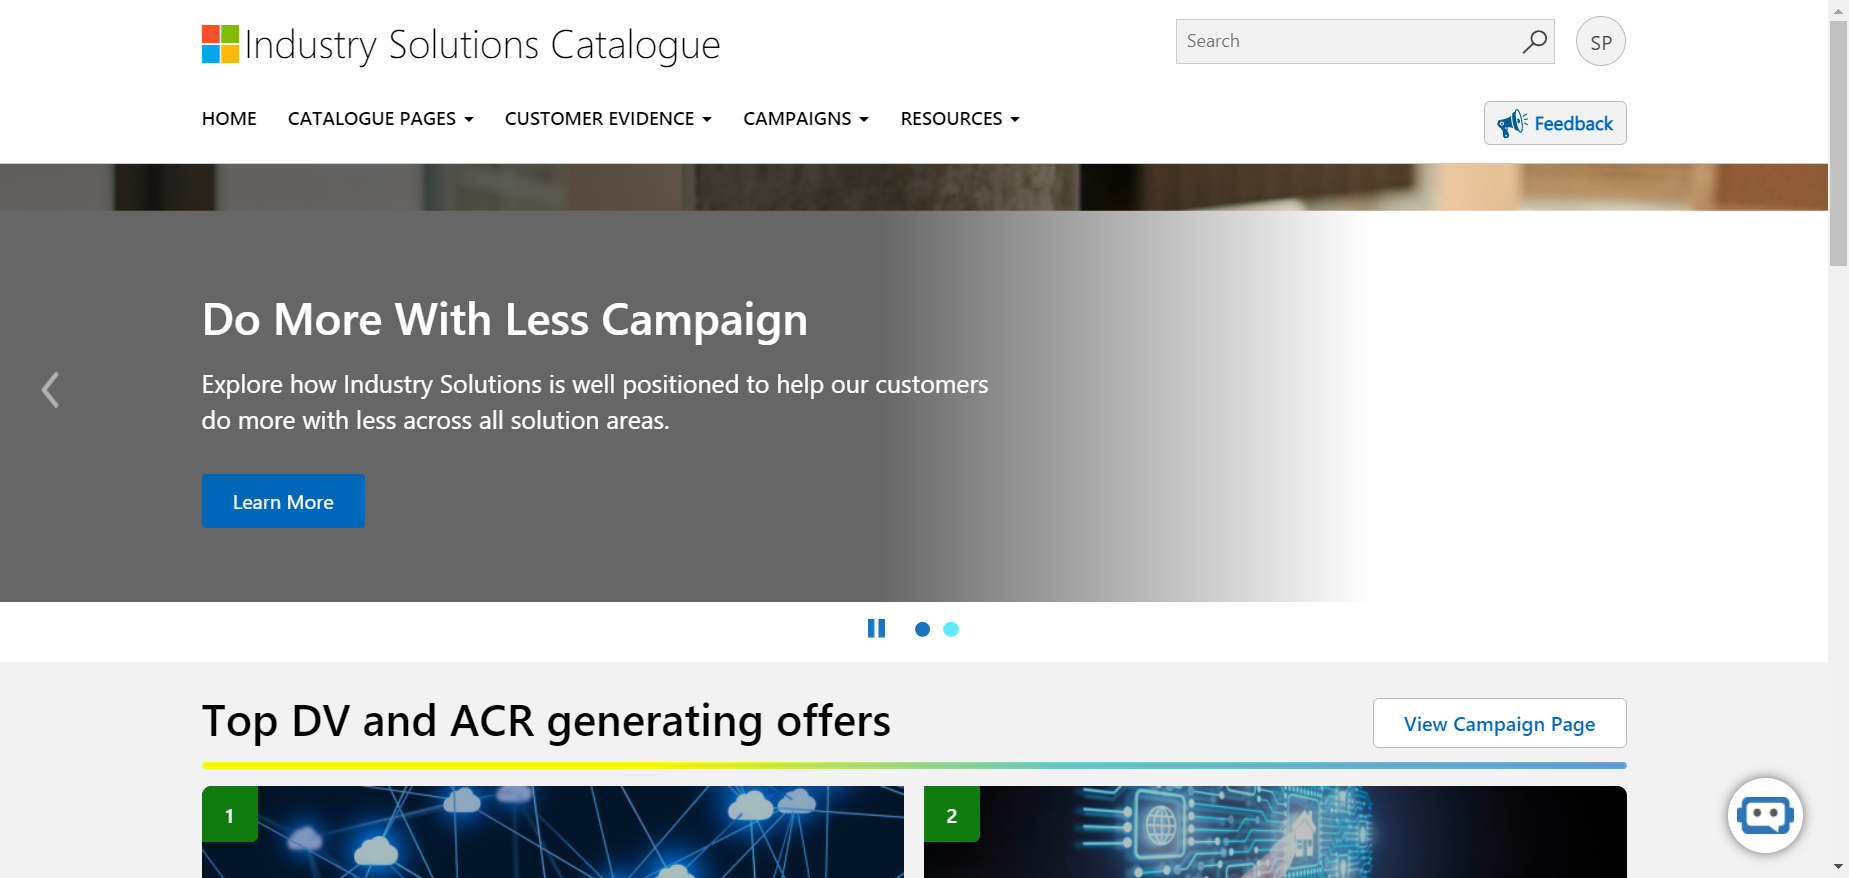 Industry Solutions Catalogue
Search
SP
HOME
CATALOGUE PAGES
CUSTOMER EVIDENCE
CAMPAIGNS
RESOURCES
Feedback
Do More With Less Campaign
Explore how Industry Solutions is well positioned to help our customers
do more with less across all solution areas.
Learn More
Top DV and ACR generating offers
View Campaign Page
1
2